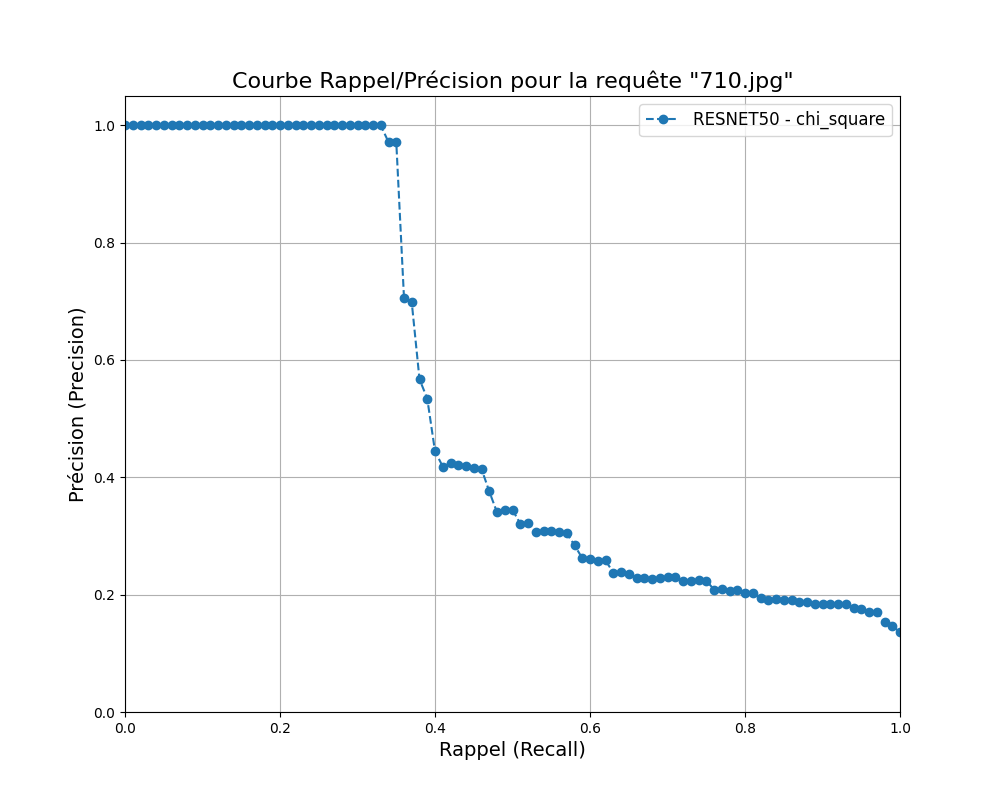 Courbe Rappel/Précision pour la requête "710.jpg"
RESNET50 - chi_square
Précision (Precision)
1.0
0.8
0.6
0.4
0.2
0.0
0.0 0.2 0.4 0.6 0.8 1.0
Rappel (Recall)